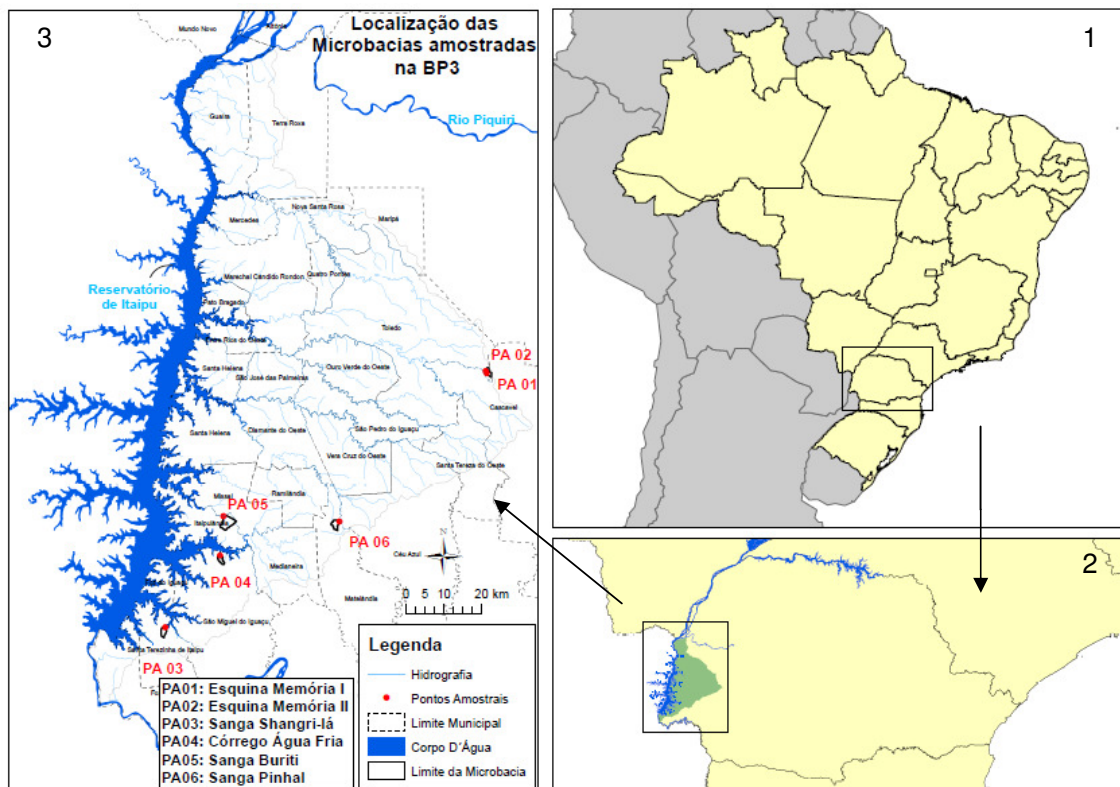 3
Localização das
Microbacias amostradas
na BP3
Mundo Novo
Rio Piquiri
Guaíra
Terra Roxa
Nova Santa Rosa
Mercedes
Maripá
Marechal Cândido Rondon
Quatro Pontes
Reservatório
de Itaipu
Pato Bragado
Toledo
Entre Rios do Oeste
PA 02
Santa Helena
Ouro Verde do Oeste
São José das Palmeiras
PA 01
Cascavel
Santa Helena
Diamante do Oeste
São Pedro do Iguaçu
Vera Cruz do Oeste
Santa Tereza do Oeste
Missal
Ramilândia
PA 05
Itaipulândia
PA 06
Céu Azul
N
PA 04
Medianeira
0 5 10 20 km
Matelândia
São Miguel do Iguaçu
Santa Terezinha de Itaipu
PA 03
PA01: Esquina Memória I
PA02: Esquina Memória II
PA03: Sanga Shangri-lá
PA04: Córrego Água Fria
PA05: Sanga Buriti
PA06: Sanga Pinhal
Legenda
Hidrografia
Pontos Amostrais
Limite Municipal
Corpo D´Água
Limite da Microbacia
1
2